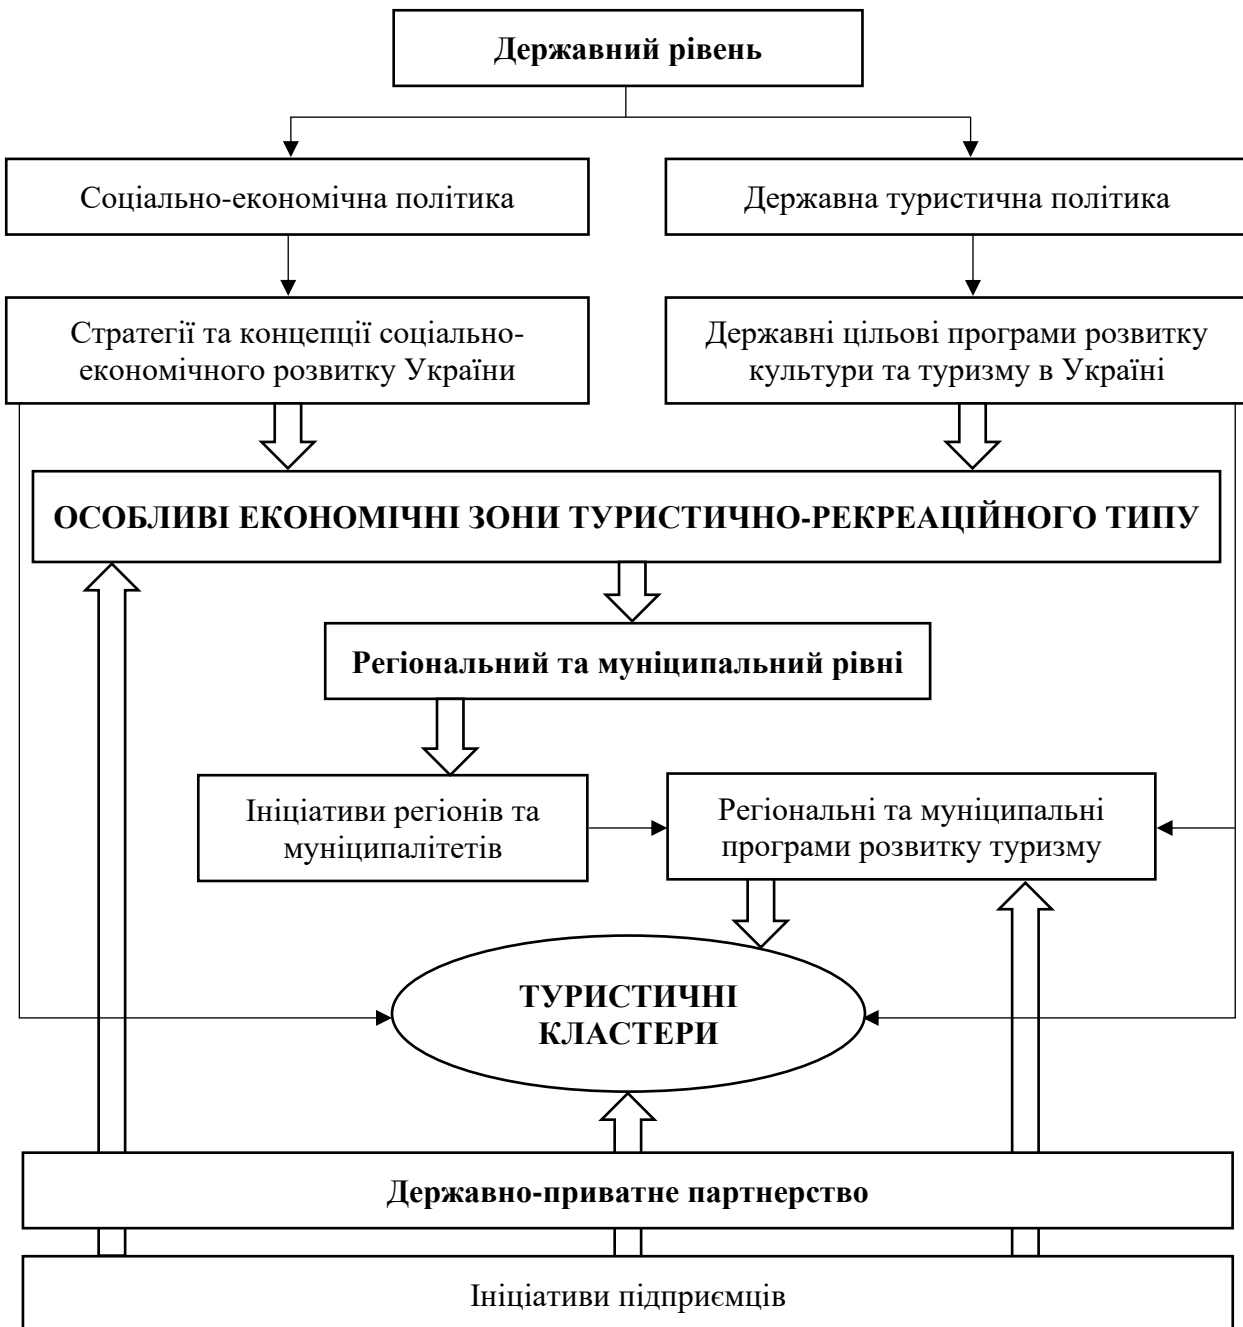 Державний рівень
Соціально-економічна політика
Державна туристична політика
Стратегії та концепції соціально-
економічного розвитку України
Державні цільові програми розвитку
культури та туризму в Україні
ОСОБЛИВІ ЕКОНОМІЧНІ ЗОНИ ТУРИСТИЧНО-РЕКРЕАЦІЙНОГО ТИПУ
Регіональний та муніципальний рівні
Ініціативи регіонів та
муніципалітетів
Регіональні та муніципальні
програми розвитку туризму
ТУРИСТИЧНІ
КЛАСТЕРИ
Державно-приватне партнерство
Ініціативи підприємців